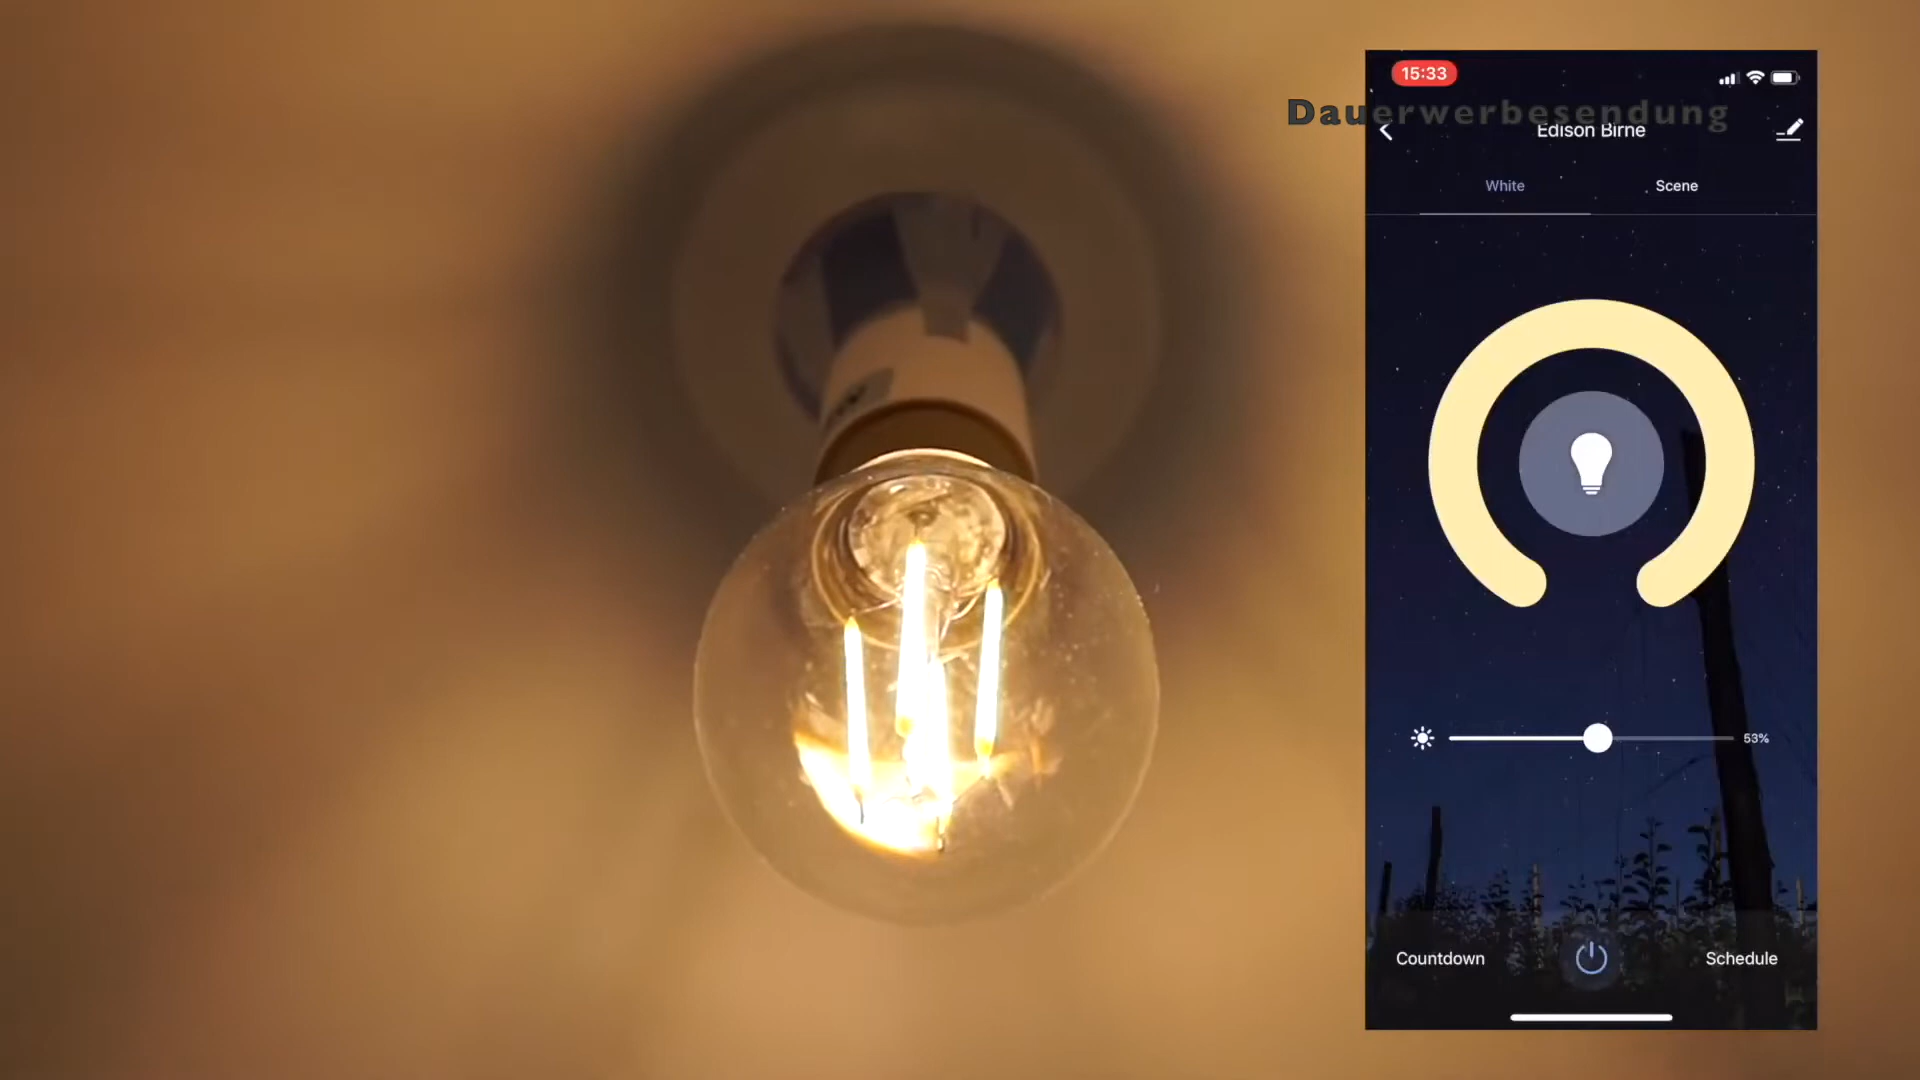 15:33
Dauerwerbesendung
Edison Birne
White
Scene
53%
Countdown
Schedule